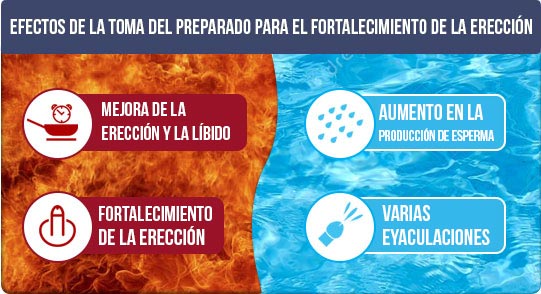 EFECTOS DE LA TOMA DEL PREPARADO PARA EL FORTALECIMIENTO DE LA ERECCIÓN
MEJORA DE LA
ERECCIÓN Y LA LÍBIDO
FORTALECIMIENTO
DE LA ERECCIÓN
AUMENTO EN LA
PRODUCCIÓN DE ESPERMA
VARIAS
EYACULACIONES